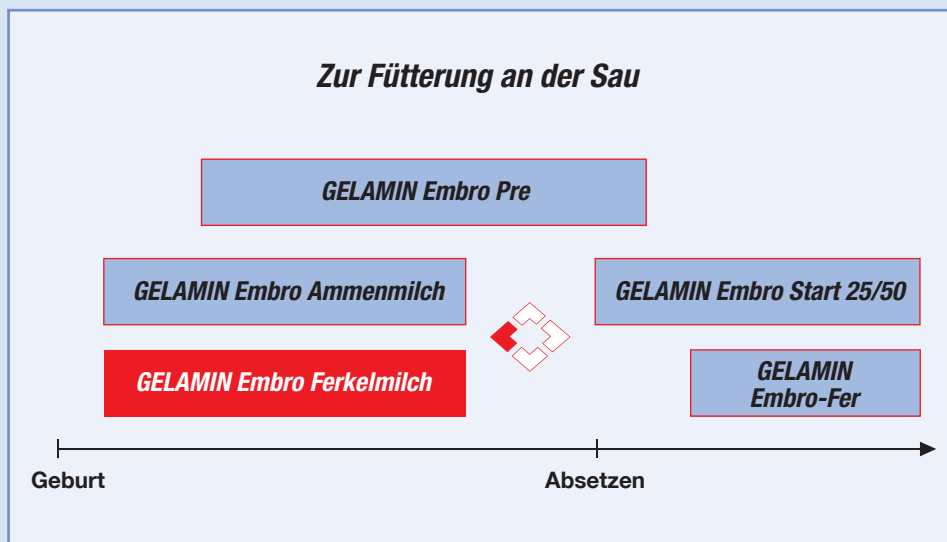 Zur Fütterung an der Sau
GELAMIN Embro Pre
GELAMIN Embro Ammenmilch
GELAMIN Embro Start 25/50
GELAMIN Embro Ferkelmilch
GELAMIN
Embro-Fer
Geburt
Absetzen